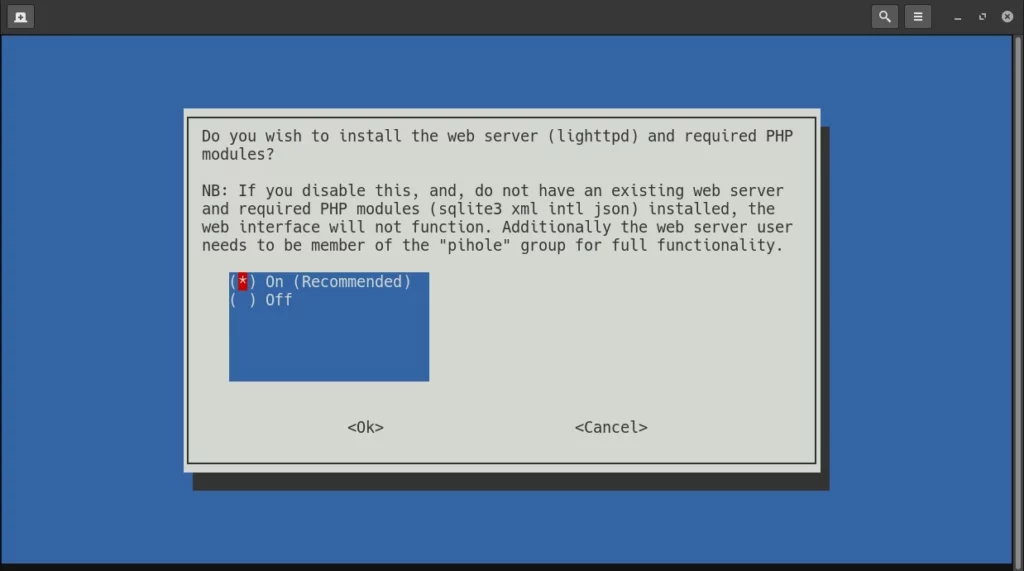 Do you wish to install the web server (lighttpd) and required PHP
modules?
NB: If you disable this, and, do not have an existing web server
and required PHP modules (sqlite3 xml intl json) installed, the
web interface will not function. Additionally the web server user
needs to be member of the "pihole" group for full functionality.
(*) On (Recommended)
( ) Off
<Ok> <Cancel>